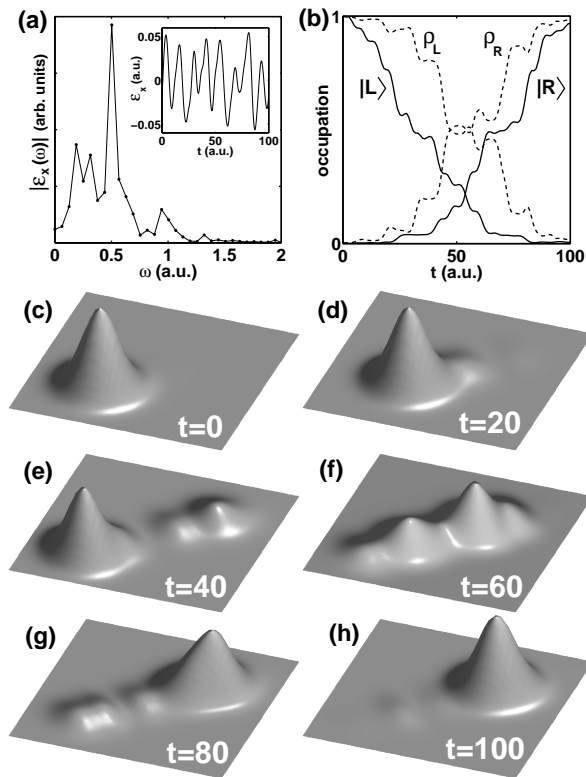 (a)
|ε_x(ω)| (arb. units)
0 0.5 1 1.5 2
ω (a.u.)
ε_x (a.u.)
0.05
0
−0.05
0 50 100
t (a.u.)
(b)
occupation
1
0
0 50 100
t (a.u.)
ρ_L
ρ_R
|L⟩
|R⟩
(c)
t=0
(d)
t=20
(e)
t=40
(f)
t=60
(g)
t=80
(h)
t=100